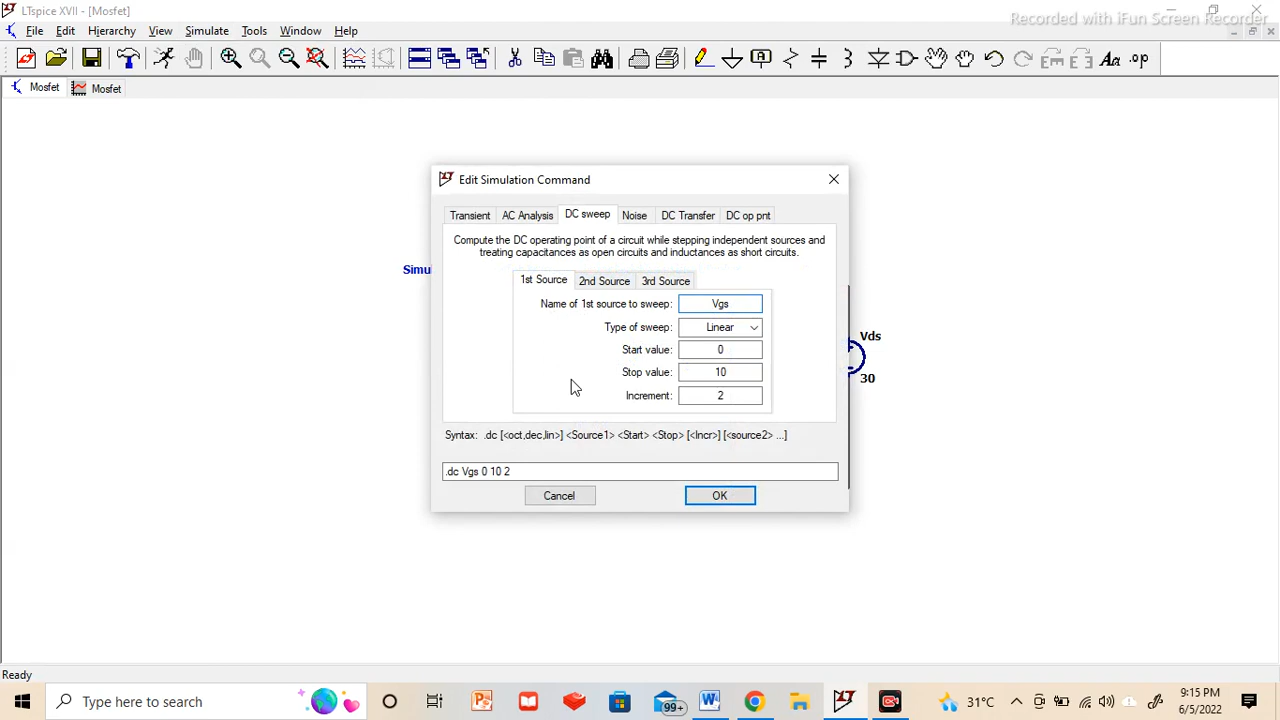 LTspice XVII - [Mosfet]
Recorded with iFun Screen Recorder
File Edit Hierarchy View Simulate Tools Window Help
A Aa .op
Mosfet Mosfet
Edit Simulation Command
Transient AC Analysis DC sweep Noise DC Transfer DC op pnt
Compute the DC operating point of a circuit while stepping independent sources and
treating capacitances as open circuits and inductances as short circuits.
Simu
1st Source 2nd Source 3rd Source
Name of 1st source to sweep: Vgs
Type of sweep: Linear
Start value: 0
Stop value: 10
Increment: 2
Vds
30
Syntax: .dc [<oct,dec,lin>] <Source1> <Start> <Stop> [<Incr>] [<source2> ...]
.dc Vgs 0 10 2
Cancel OK
Ready
Type here to search
99+
31°C
9:15 PM
6/5/2022